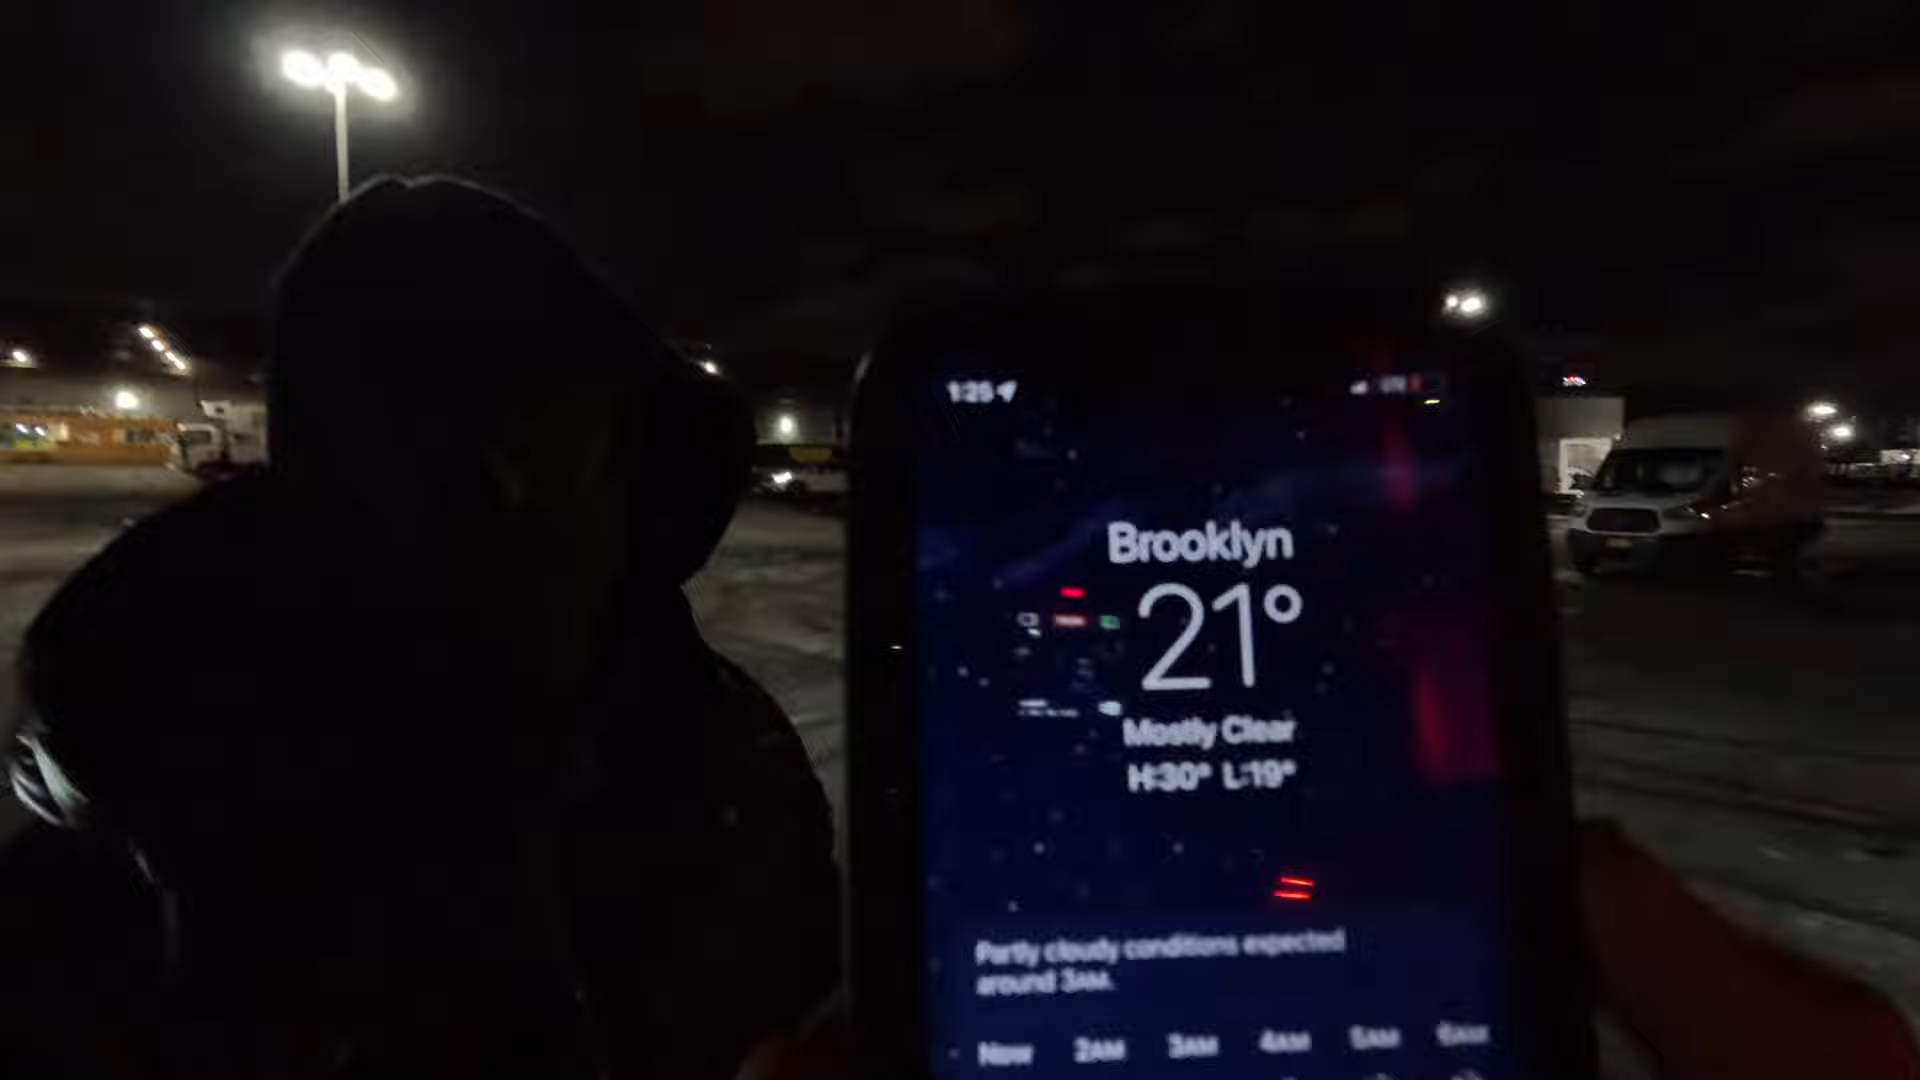 1:25
Brooklyn
21°
Mostly Clear
H:30° L:19°
Partly cloudy conditions expected
around 3AM.
Now 2AM 3AM 4AM 5AM 6AM